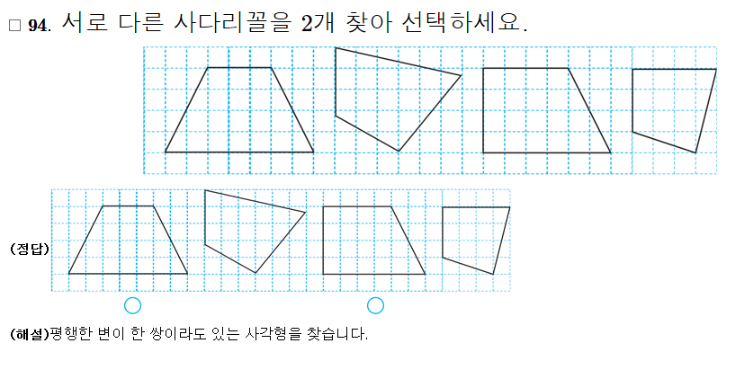 □ 94. 서로 다른 사다리꼴을 2개 찾아 선택하세요.
(정답)
(해설)평행한 변이 한 쌍이라도 있는 사각형을 찾습니다.